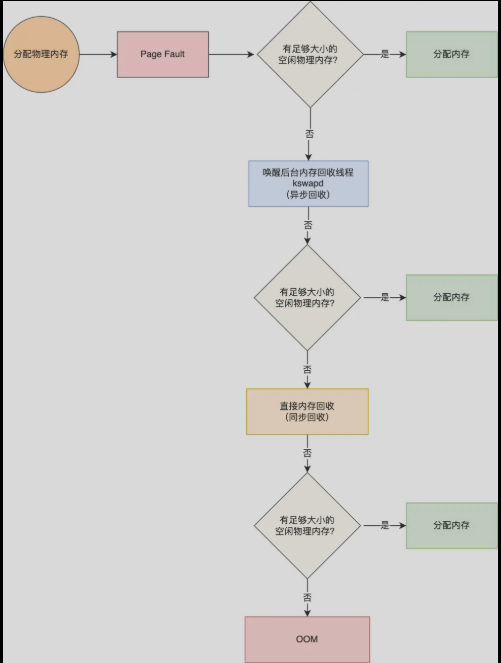 分配物理内存
Page Fault
有足够大小的
空闲物理内存?
是
分配内存
否
唤醒后台内存回收线程
kswapd
（异步回收）
否
有足够大小的
空闲物理内存?
是
分配内存
否
直接内存回收
（同步回收）
否
有足够大小的
空闲物理内存?
是
分配内存
否
OOM